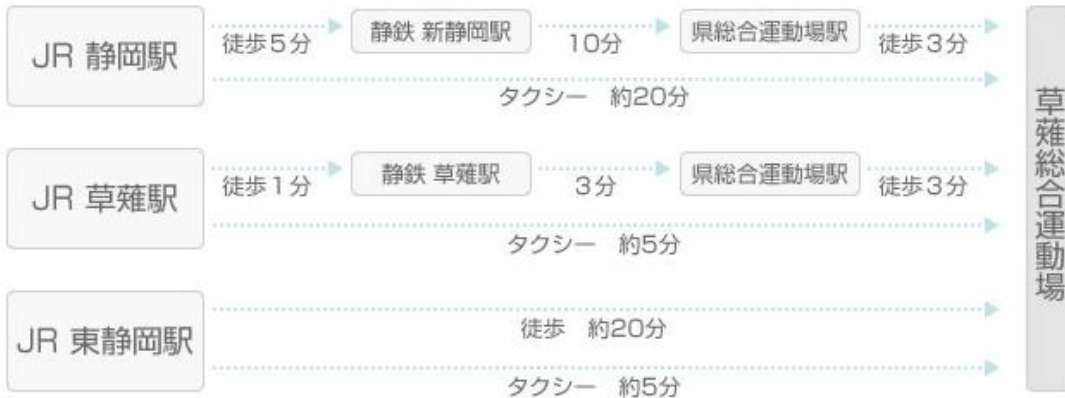 JR 静岡駅
徒歩5分
静鉄 新静岡駅
10分
県総合運動場駅
徒歩3分
タクシー 約20分
JR 草薙駅
徒歩1分
静鉄 草薙駅
3分
県総合運動場駅
徒歩3分
タクシー 約5分
JR 東静岡駅
徒歩 約20分
タクシー 約5分
草薙総合運動場